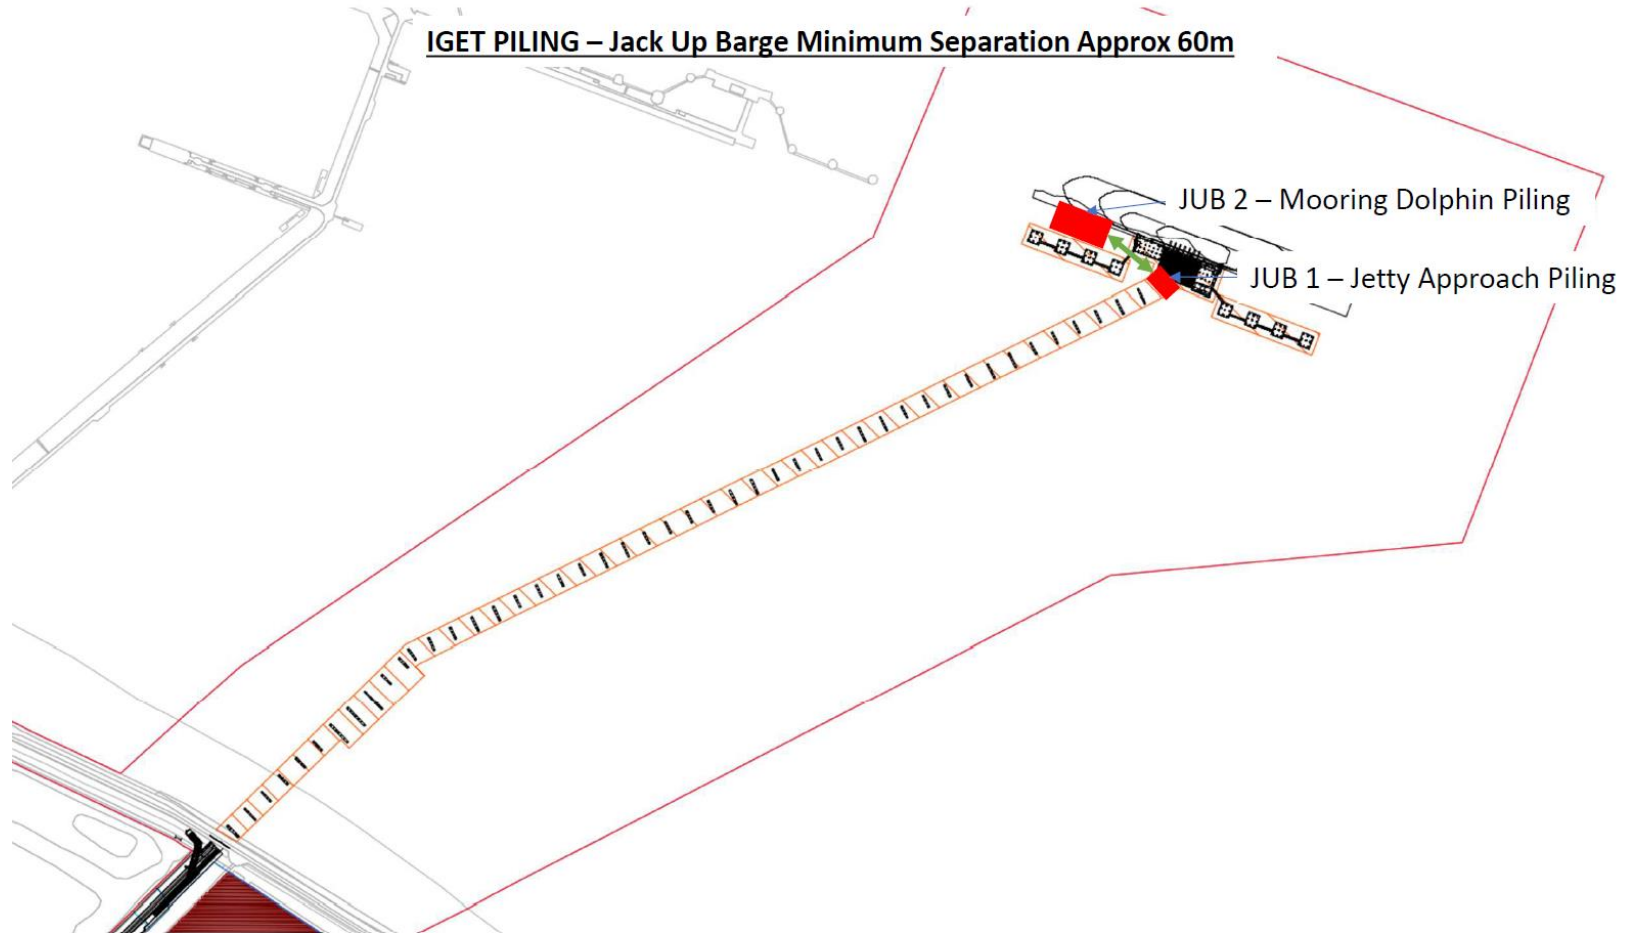 IGET PILING – Jack Up Barge Minimum Separation Approx 60m
JUB 2 – Mooring Dolphin Piling
JUB 1 – Jetty Approach Piling